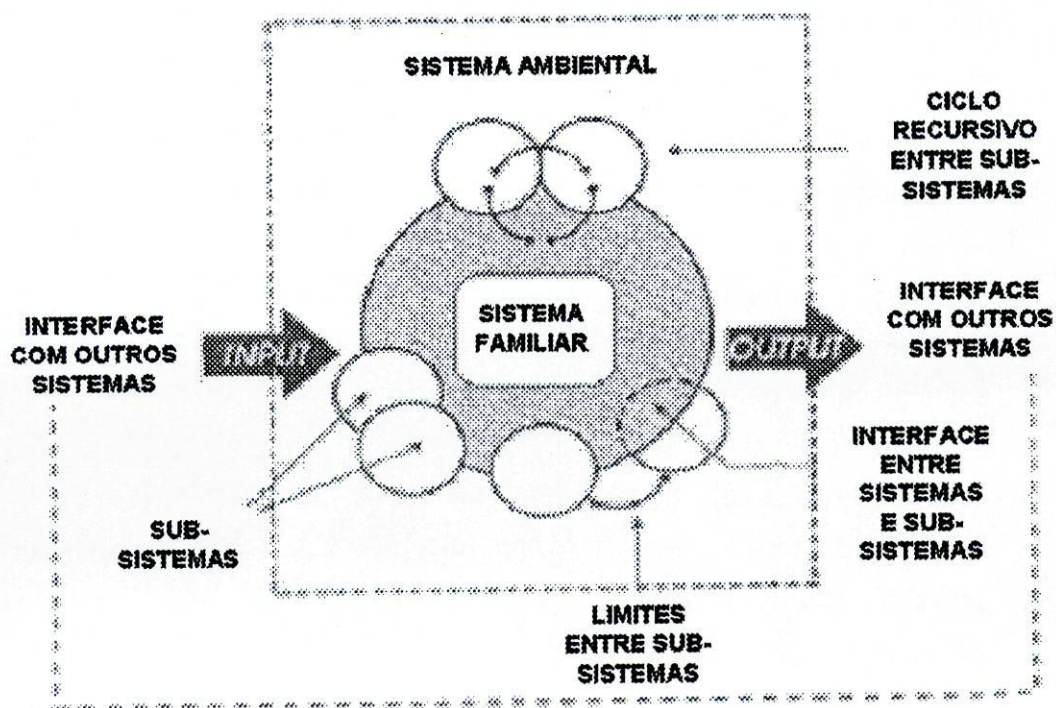 SISTEMA AMBIENTAL
CICLO
RECURSIVO
ENTRE SUB-
SISTEMAS
INTERFACE
COM OUTROS
SISTEMAS
INPUT
SISTEMA
FAMILIAR
OUTPUT
INTERFACE
COM OUTROS
SISTEMAS
INTERFACE
ENTRE
SISTEMAS
E SUB-
SISTEMAS
SUB-
SISTEMAS
LIMITES
ENTRE SUB-
SISTEMAS